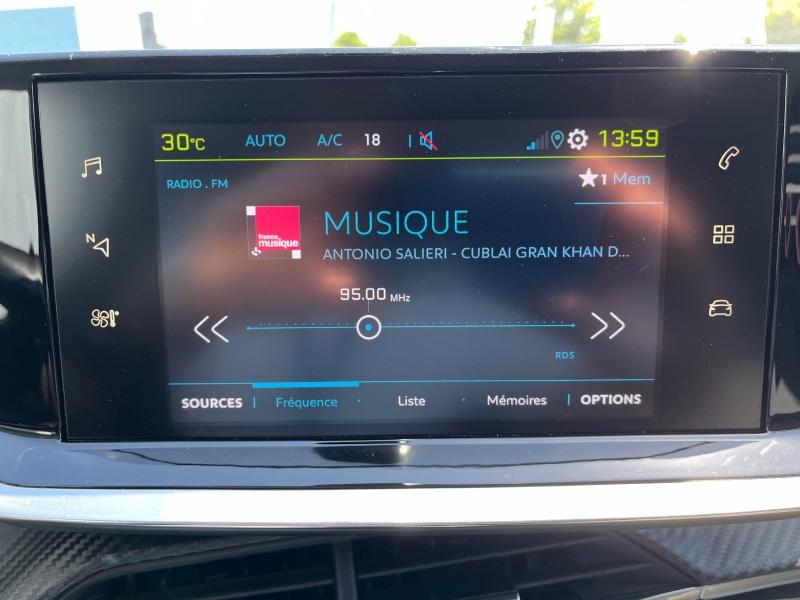 30°C AUTO A/C 18 13:59
RADIO . FM
★1 Mem
france
musique
MUSIQUE
ANTONIO SALIERI - CUBLAI GRAN KHAN D...
95.00 MHz
RDS
SOURCES Fréquence Liste Mémoires OPTIONS
N